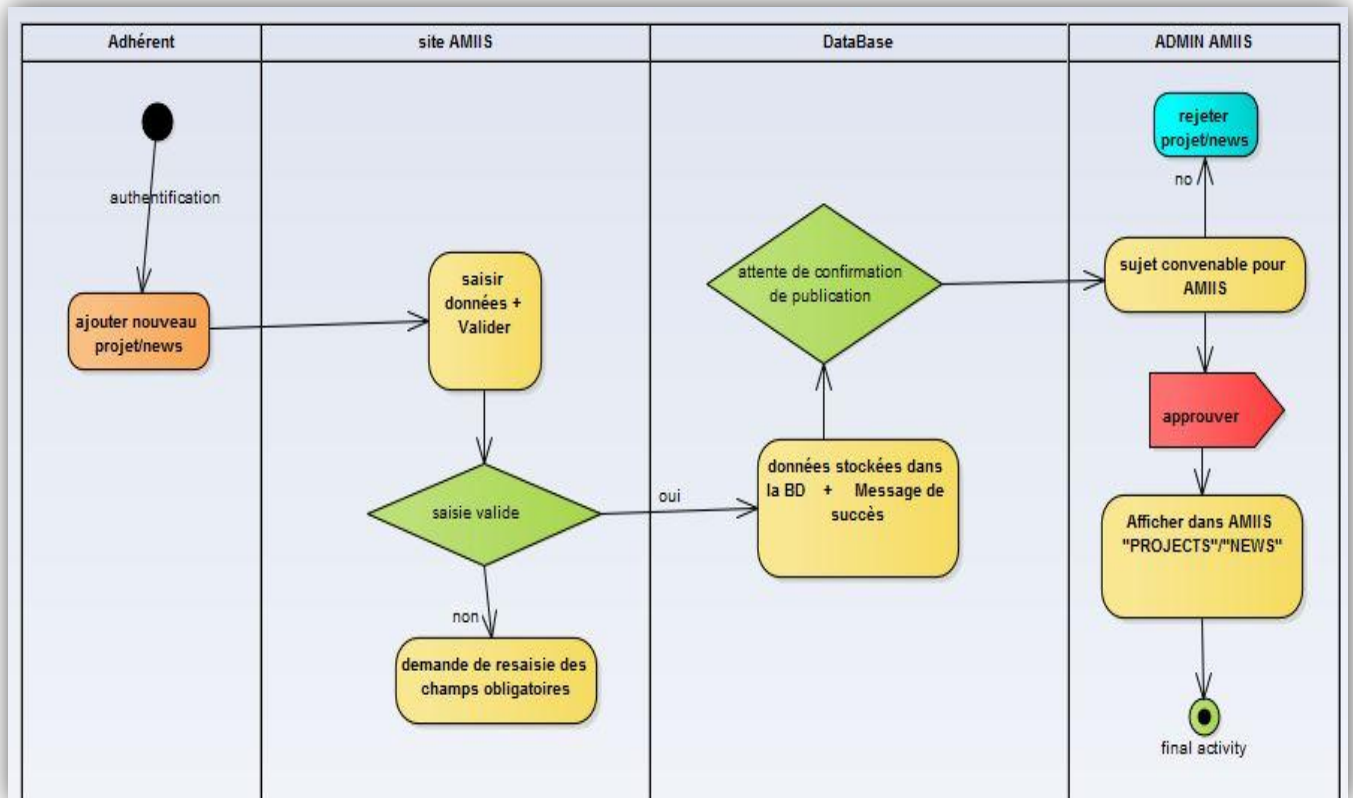 Adhérent
site AMIIS
DataBase
ADMIN AMIIS
authentification
ajouter nouveau
projet/news
saisir
données +
Valider
saisie valide
oui
non
demande de resaisie des
champs obligatoires
attente de confirmation
de publication
données stockées dans
la BD + Message de
succès
rejeter
projet/news
no
sujet convenable pour
AMIIS
approuver
Afficher dans AMIIS
"PROJECTS"/"NEWS"
final activity